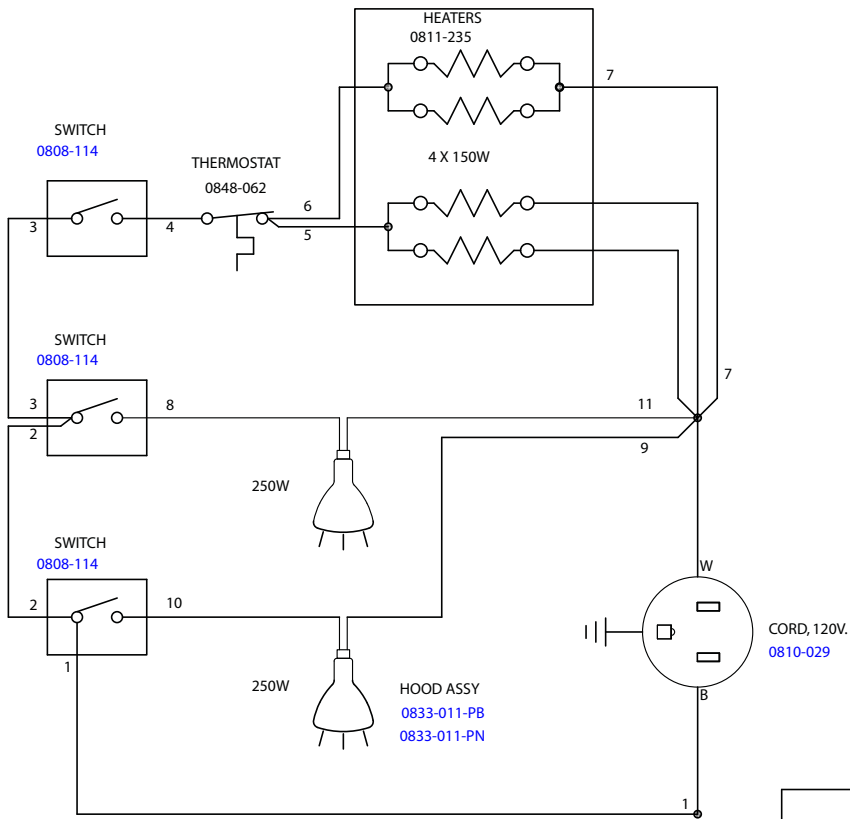 HEATERS
0811-235
7
SWITCH
0808-114
THERMOSTAT
0848-062
4 X 150W
3
4
6
5
SWITCH
0808-114
7
3
8
11
2
9
250W
SWITCH
0808-114
W
2
10
CORD, 120V.
0810-029
1
250W
HOOD ASSY
0833-011-PB
0833-011-PN
B
1